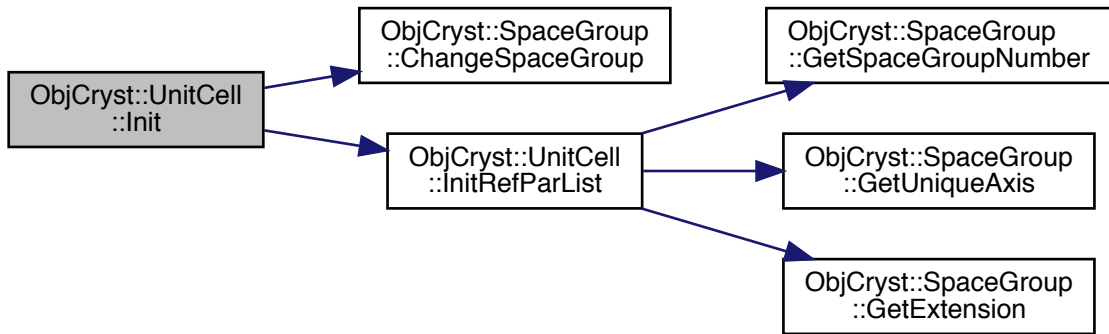 ObjCryst::UnitCell
::Init
ObjCryst::SpaceGroup
::ChangeSpaceGroup
ObjCryst::UnitCell
::InitRefParList
ObjCryst::SpaceGroup
::GetSpaceGroupNumber
ObjCryst::SpaceGroup
::GetUniqueAxis
ObjCryst::SpaceGroup
::GetExtension